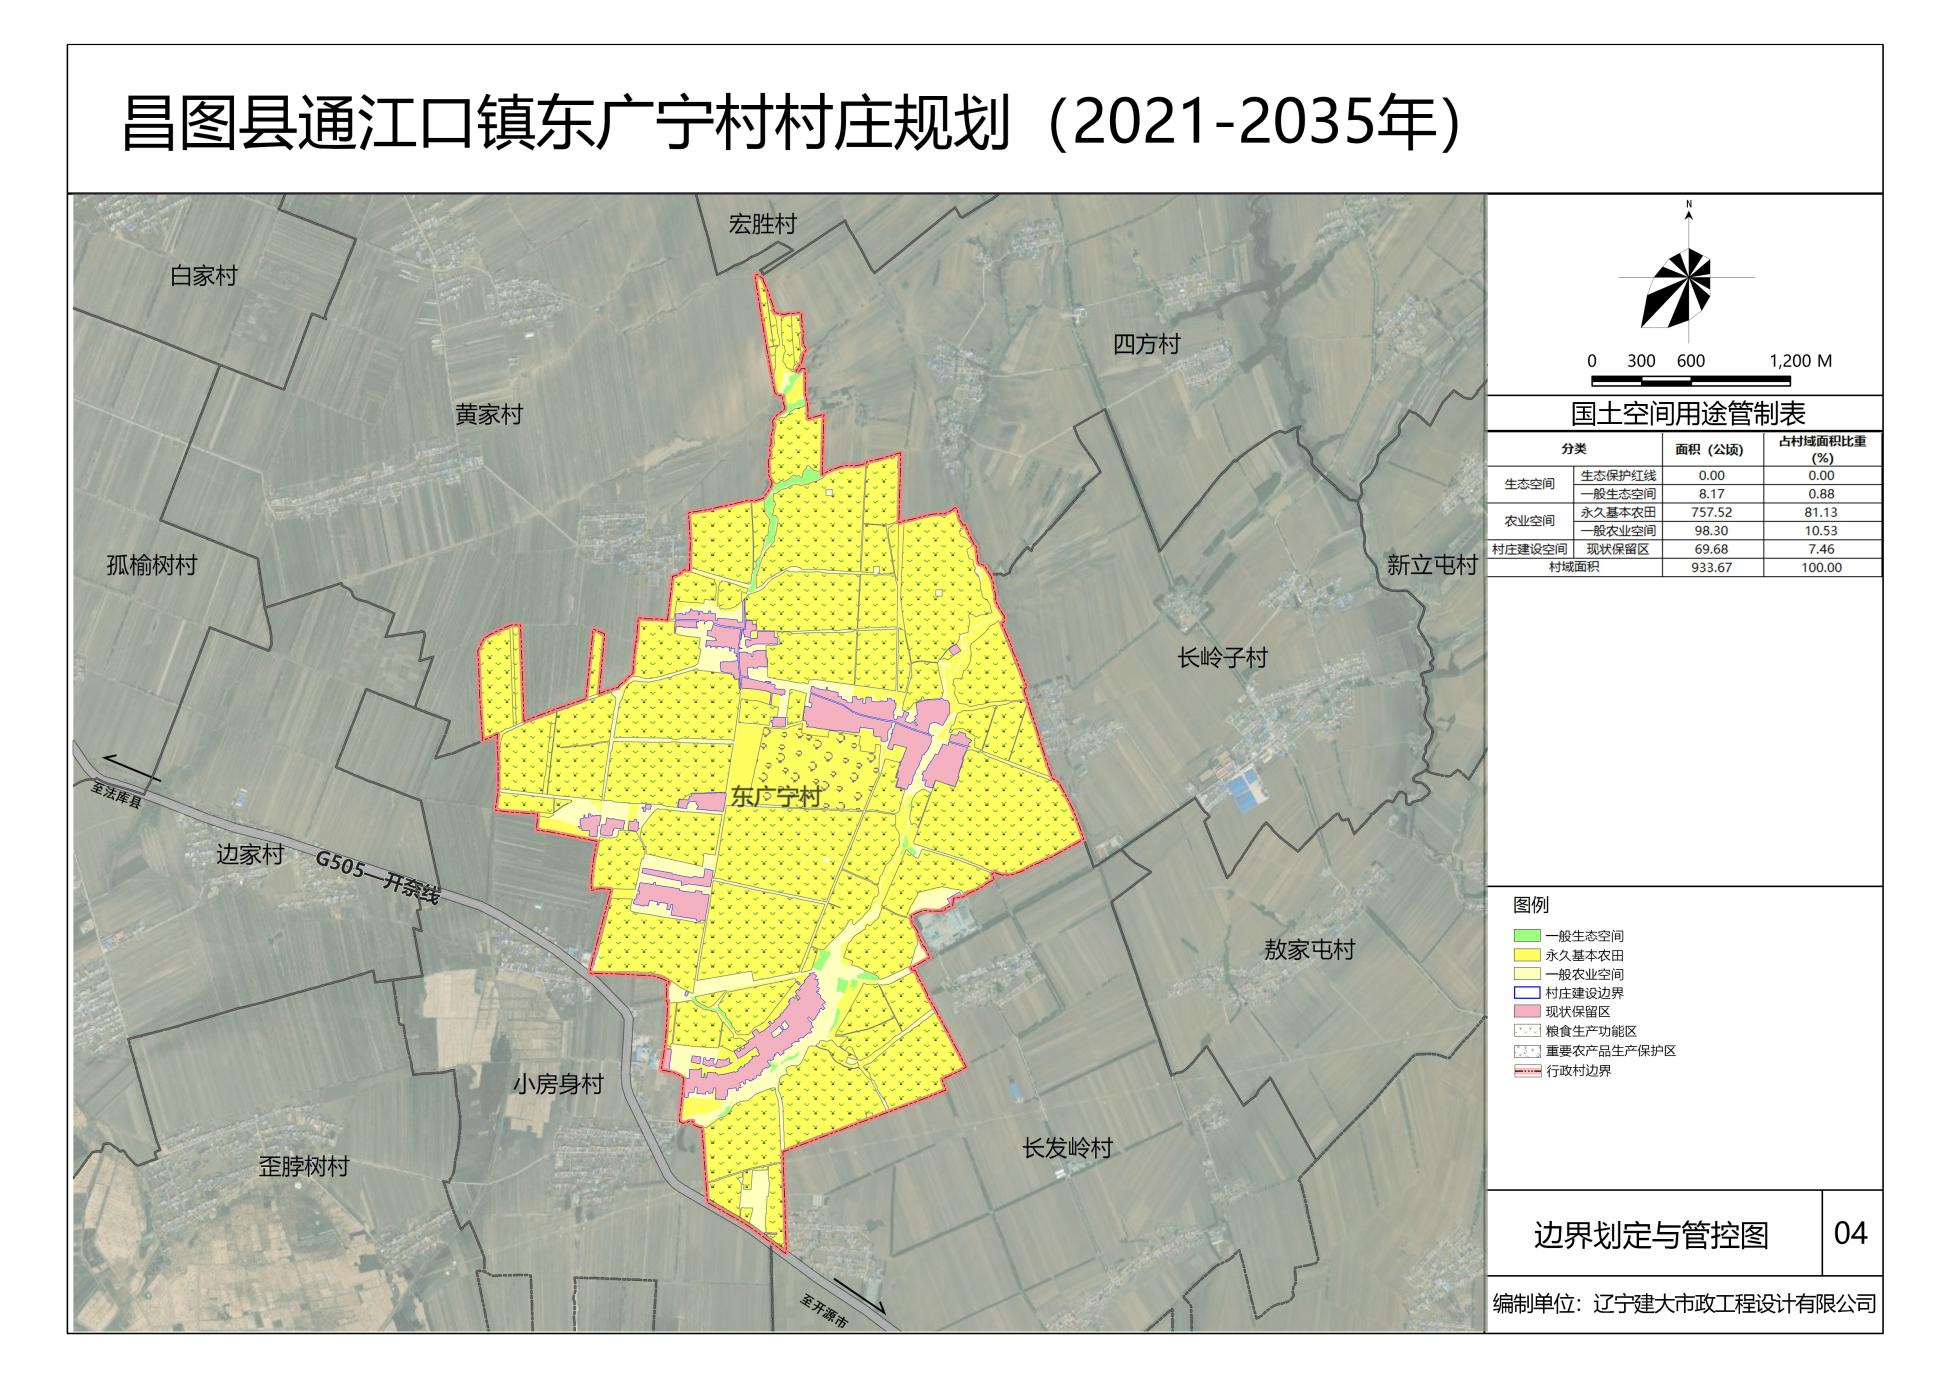 昌图县通江口镇东广宁村村庄规划（2021-2035年）
宏胜村
白家村
四方村
黄家村
孤榆树村
新立屯村
长岭子村
东广宁村
至法库县
边家村
G505—开奈线
敖家屯村
小房身村
长发岭村
歪脖树村
至开源市
N
0 300 600 1,200 M
国土空间用途管制表
分类 面积（公顷） 占村域面积比重
(%)
生态空间 生态保护红线 0.00 0.00
一般生态空间 8.17 0.88
农业空间 永久基本农田 757.52 81.13
一般农业空间 98.30 10.53
村庄建设空间 现状保留区 69.68 7.46
村域面积 933.67 100.00
图例
一般生态空间
永久基本农田
一般农业空间
村庄建设边界
现状保留区
粮食生产功能区
重要农产品生产保护区
行政村边界
边界划定与管控图 04
编制单位：辽宁建大市政工程设计有限公司